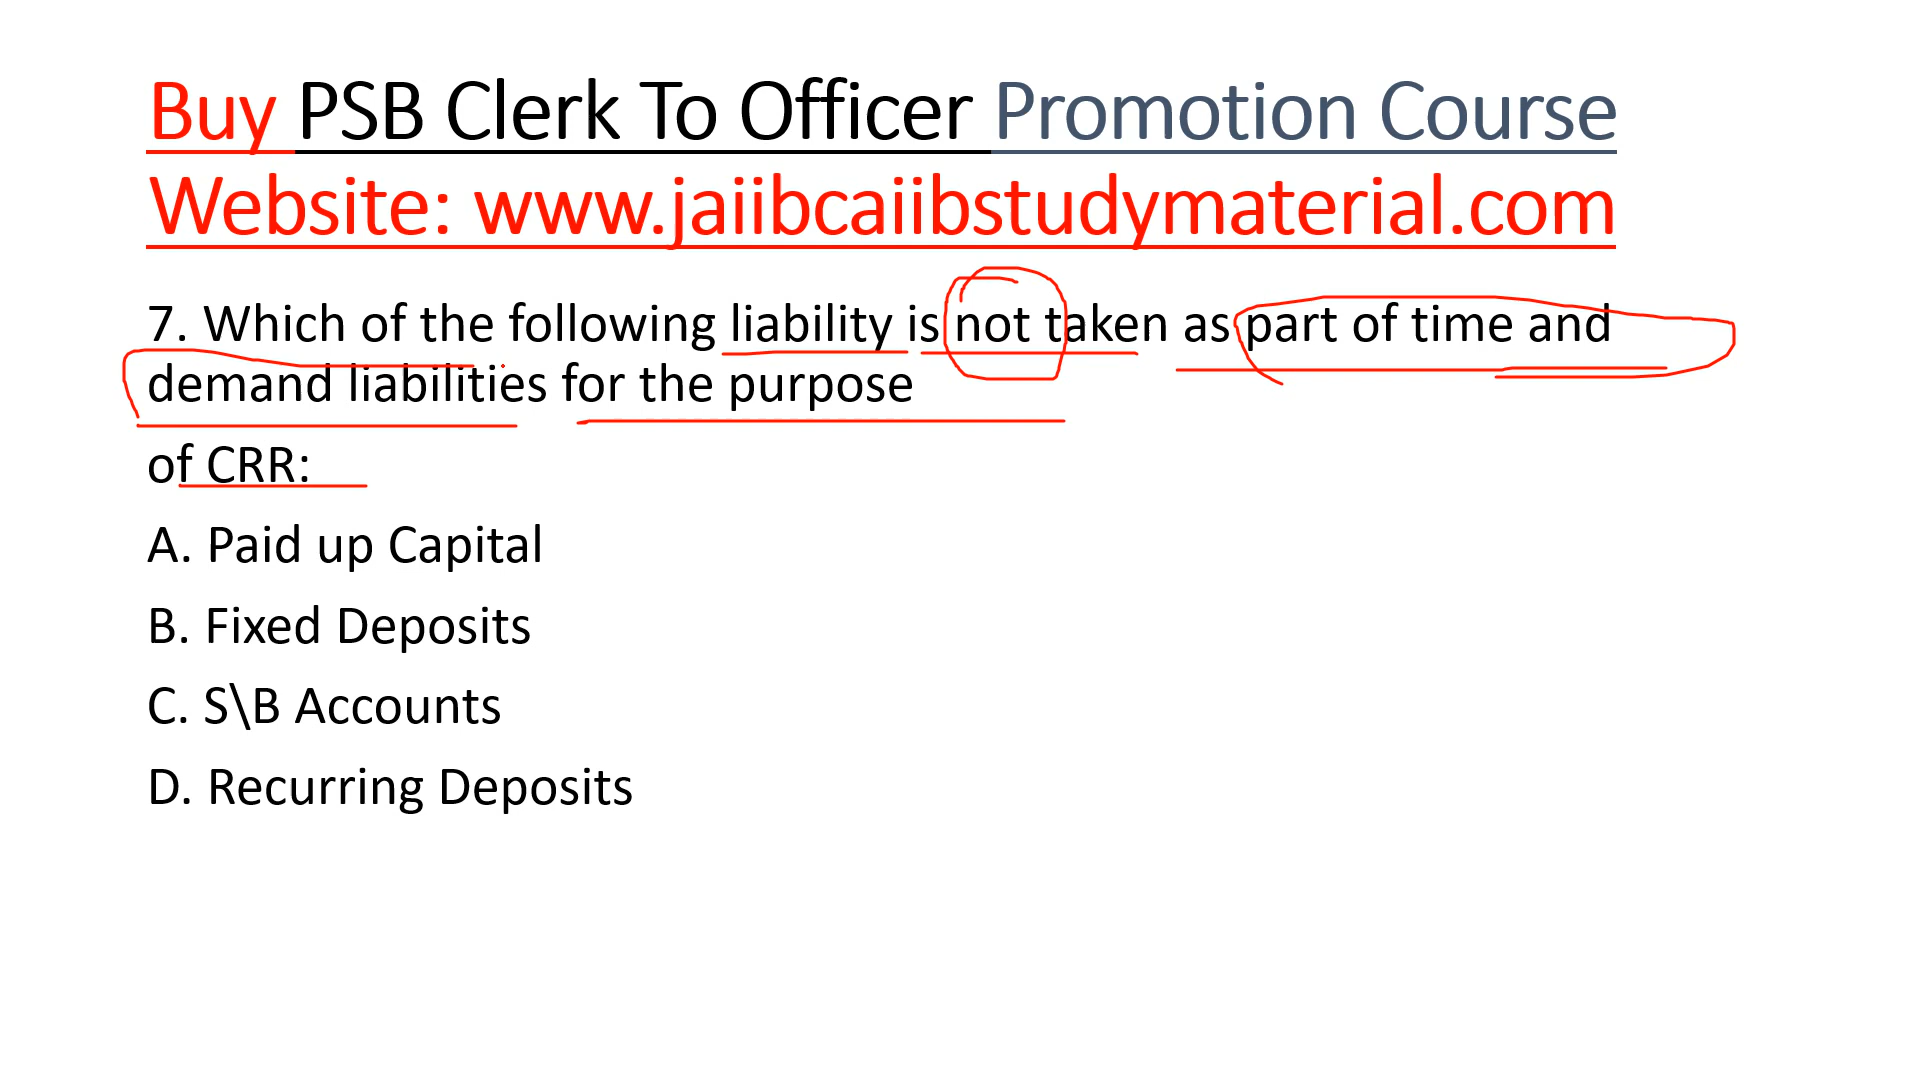 Buy PSB Clerk To Officer Promotion Course
Website: www.jaiibcaiibstudymaterial.com
7. Which of the following liability is not taken as part of time and
demand liabilities for the purpose
of CRR:
A. Paid up Capital
B. Fixed Deposits
C. S\B Accounts
D. Recurring Deposits